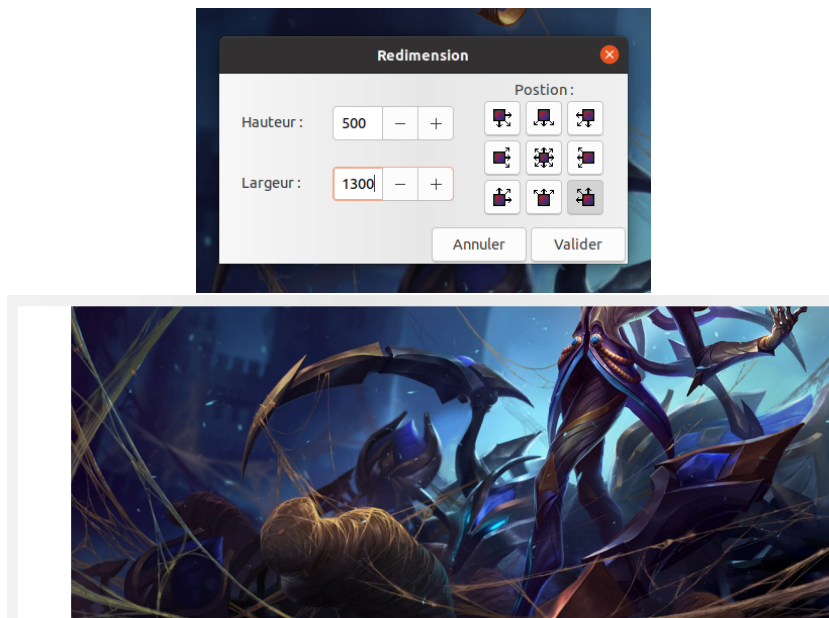 Redimension
Postion :
Hauteur : 500
Largeur : 1300
Annuler Valider